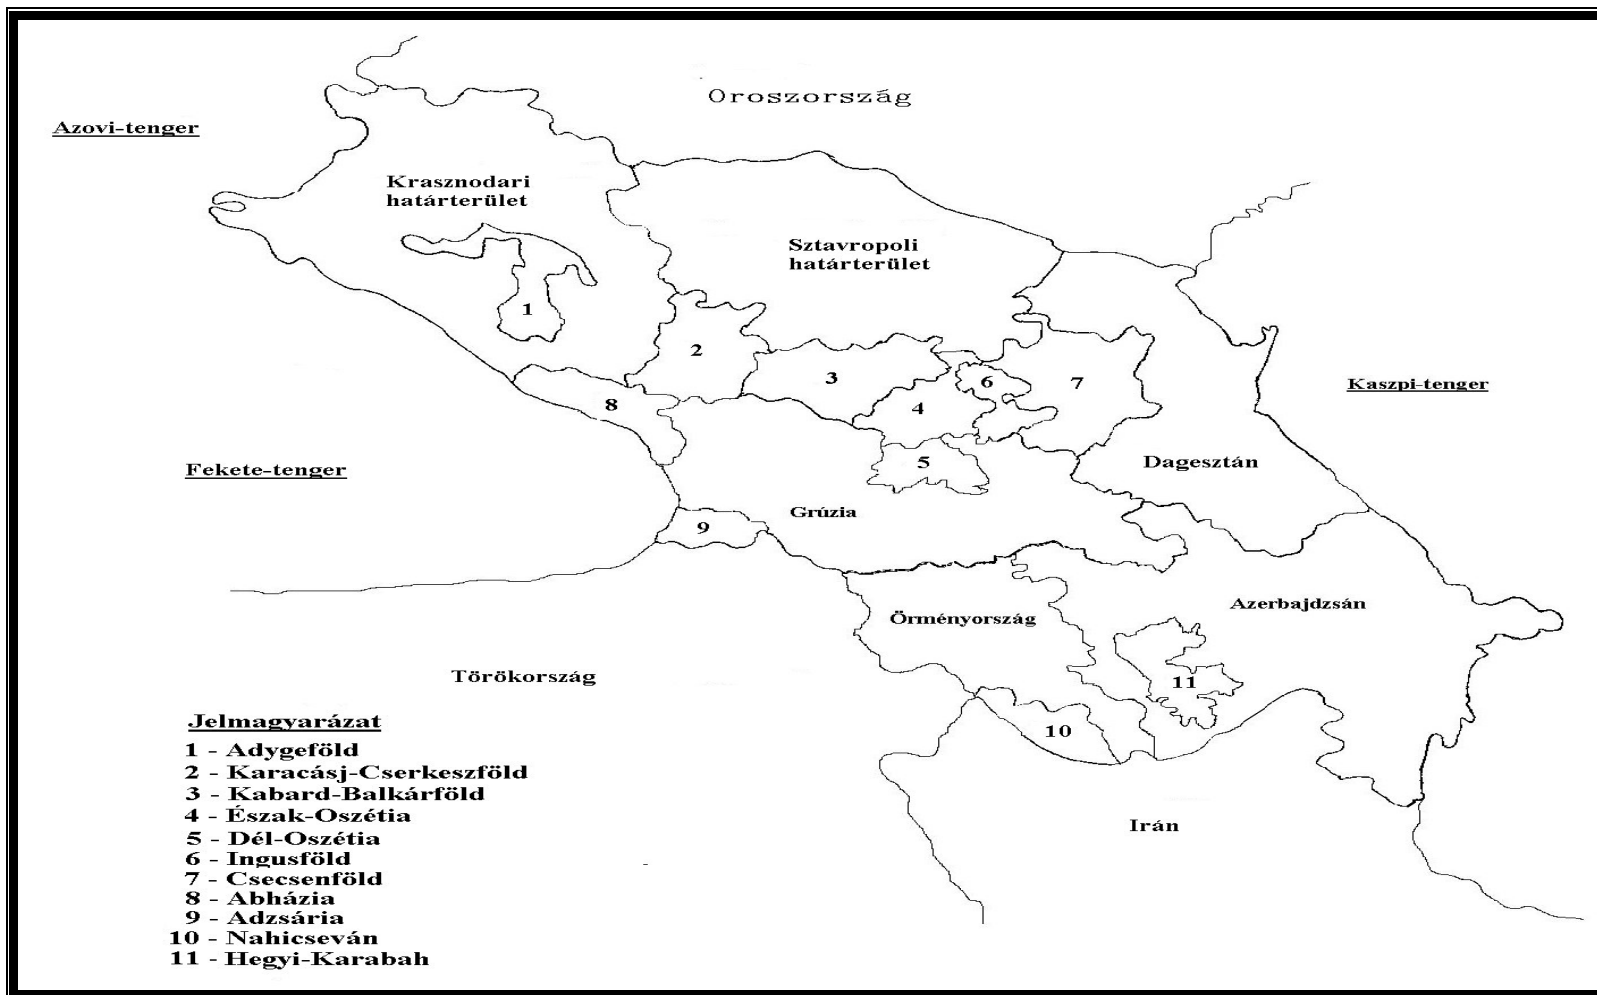 Oroszország
Azovi-tenger
Krasznodari
határterület
Sztavropoli
határterület
1
2
3
6
7
Kaszpi-tenger
8
4
Fekete-tenger
5
Dagesztán
Grúzia
9
Azerbajdzsán
Örményország
Törökország
11
10
Irán
Jelmagyarázat
1 - Adygeföld
2 - Karacásj-Cserkeszföld
3 - Kabard-Balkárföld
4 - Észak-Oszétia
5 - Dél-Oszétia
6 - Ingusföld
7 - Csecsenföld
8 - Abházia
9 - Adzsária
10 - Nahicseván
11 - Hegyi-Karabah